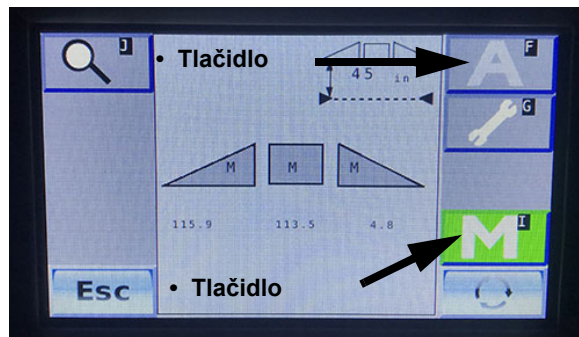 J
• Tlačidlo
A F
45 in
G
M M M
115.9 113.5 4.8
M I
Esc
• Tlačidlo